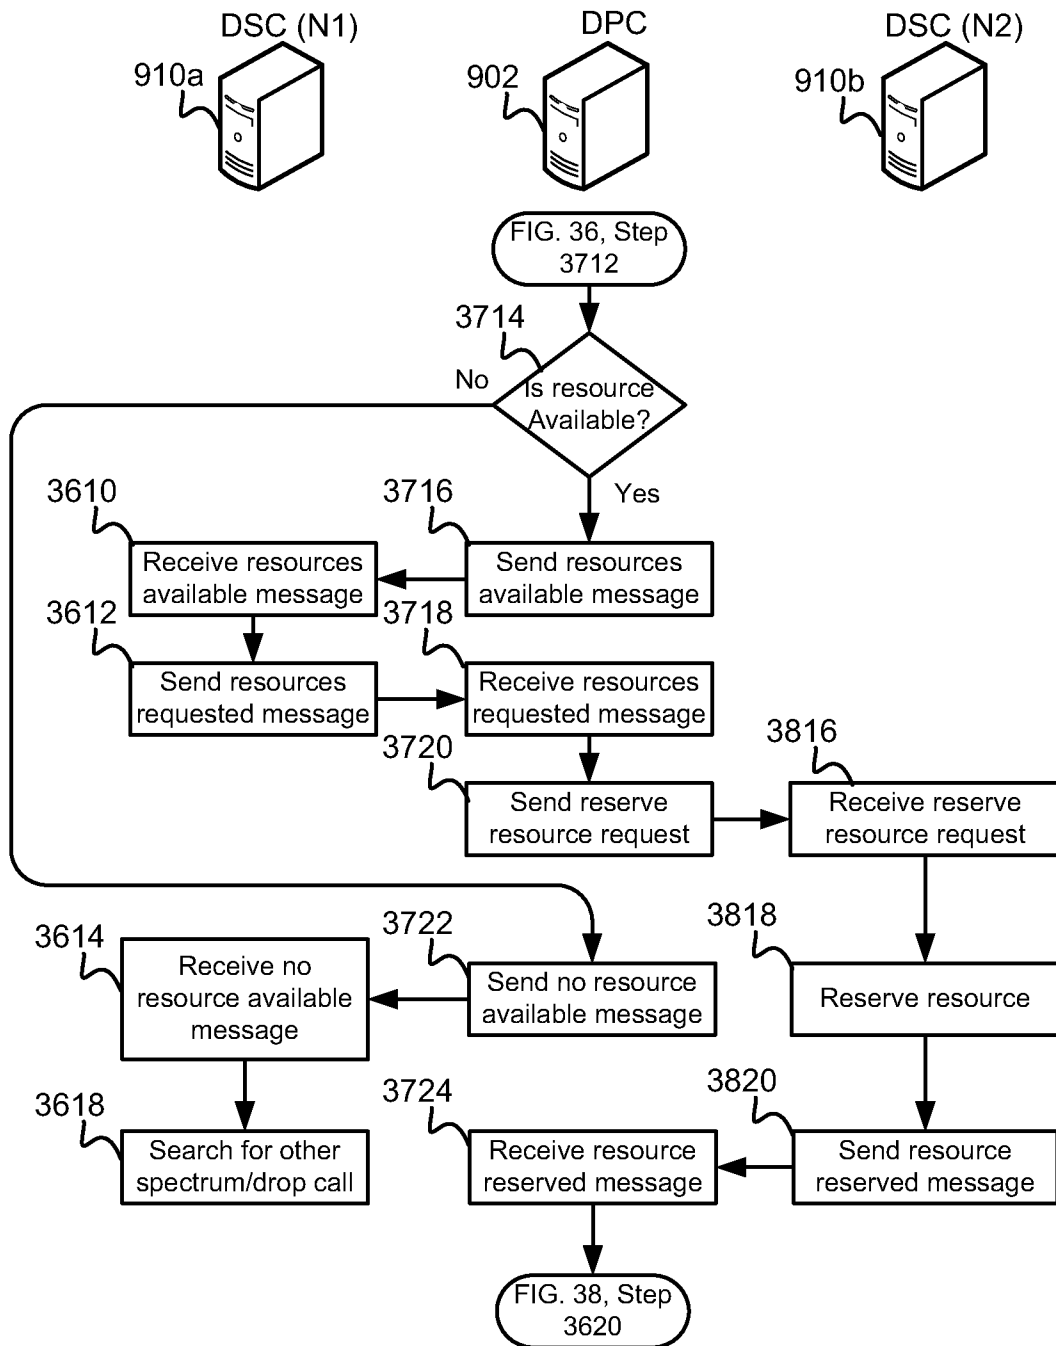 DSC (N1)
DPC
DSC (N2)
910a
902
910b
FIG. 36, Step
3712
3714
No
Is resource
Available?
Yes
3610
3716
Receive resources
available message
Send resources
available message
3612
3718
Send resources
requested message
Receive resources
requested message
3720
3816
Send reserve
resource request
Receive reserve
resource request
3614
3722
3818
Receive no
resource available
message
Send no resource
available message
Reserve resource
3618
3724
3820
Search for other
spectrum/drop call
Receive resource
reserved message
Send resource
reserved message
FIG. 38, Step
3620